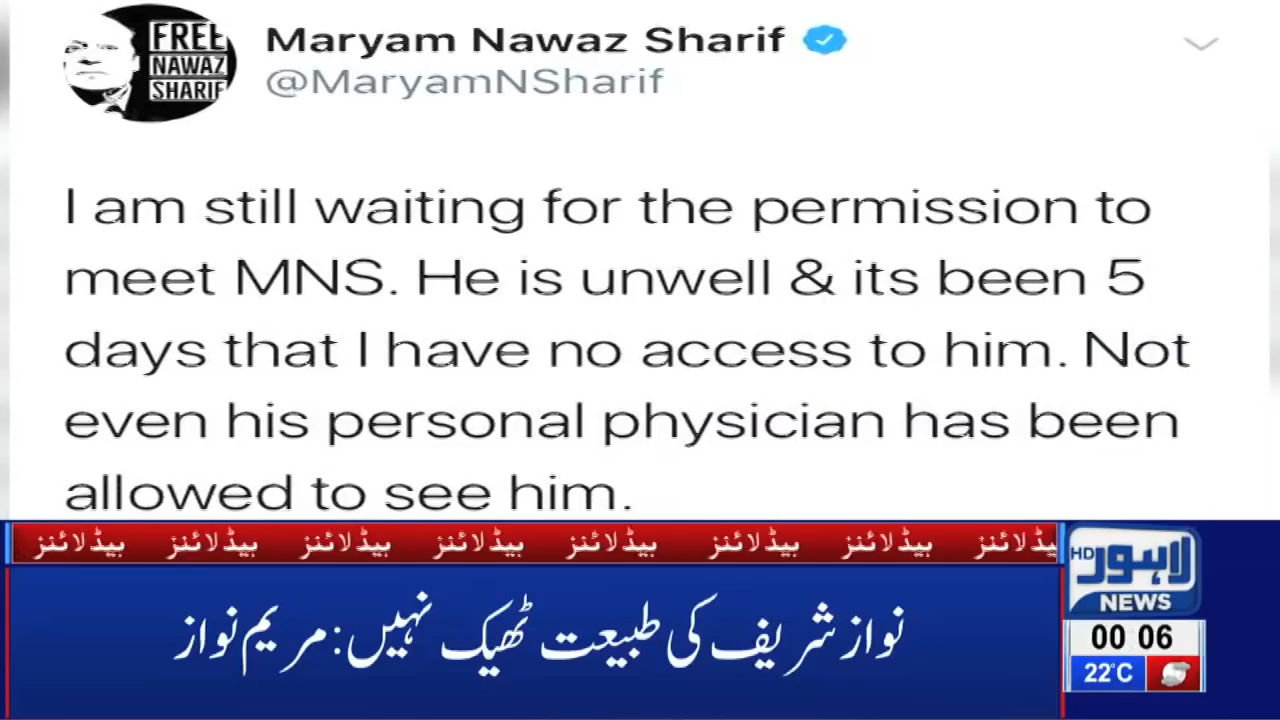 FREE
NAWAZ
SHARIF
Maryam Nawaz Sharif
@MaryamNSharif
I am still waiting for the permission to
meet MNS. He is unwell & its been 5
days that I have no access to him. Not
even his personal physician has been
allowed to see him.
ہیڈلائنز ہیڈلائنز ہیڈلائنز ہیڈلائنز ہیڈلائنز ہیڈلائنز ہیڈلائنز ہیڈلائنز
نواز شریف کی طبیعت ٹھیک نہیں: مریم نواز
لاہور HD
NEWS
00 06
22°C